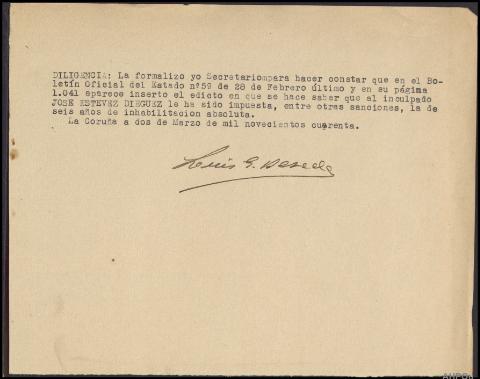 DILIGENCIA: La formalizo yo Secretariompara hacer constar que en el Bo-
letín Oficial del Estado nº59 de 28 de Febrero último y en su página
1.041 aparece inserto el edicto en que se hace saber que al inculpado
JOSE ESTEVEZ DIEGUEZ le ha sido impuesta, entre otras sanciones, la de
seis años de inhabilitacion absoluta.
La Coruña a dos de Marzo de mil novecientos cuarenta.
Luis G.